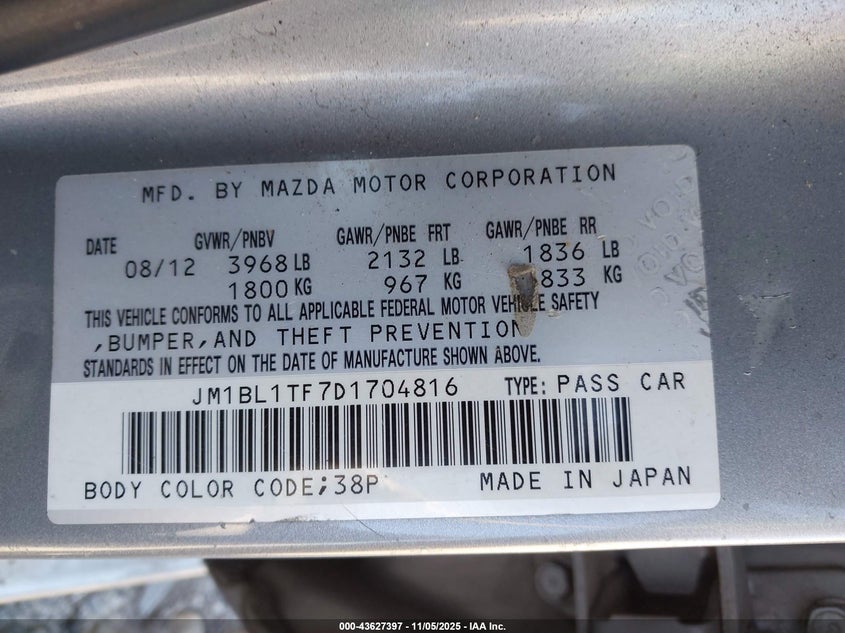 MFD. BY MAZDA MOTOR CORPORATION
DATE GVWR/PNBV GAWR/PNBE FRT GAWR/PNBE RR
08/12 3968 LB 2132 LB 1836 LB
1800 KG 967 KG 833 KG
THIS VEHICLE CONFORMS TO ALL APPLICABLE FEDERAL MOTOR VEHICLE SAFETY
,BUMPER,AND THEFT PREVENTION
STANDARDS IN EFFECT ON THE DATE OF MANUFACTURE SHOWN ABOVE.
JM1BL1TF7D1704816 TYPE: PASS CAR
BODY COLOR CODE;38P MADE IN JAPAN
000-43627397 - 11/05/2025 - IAA Inc.